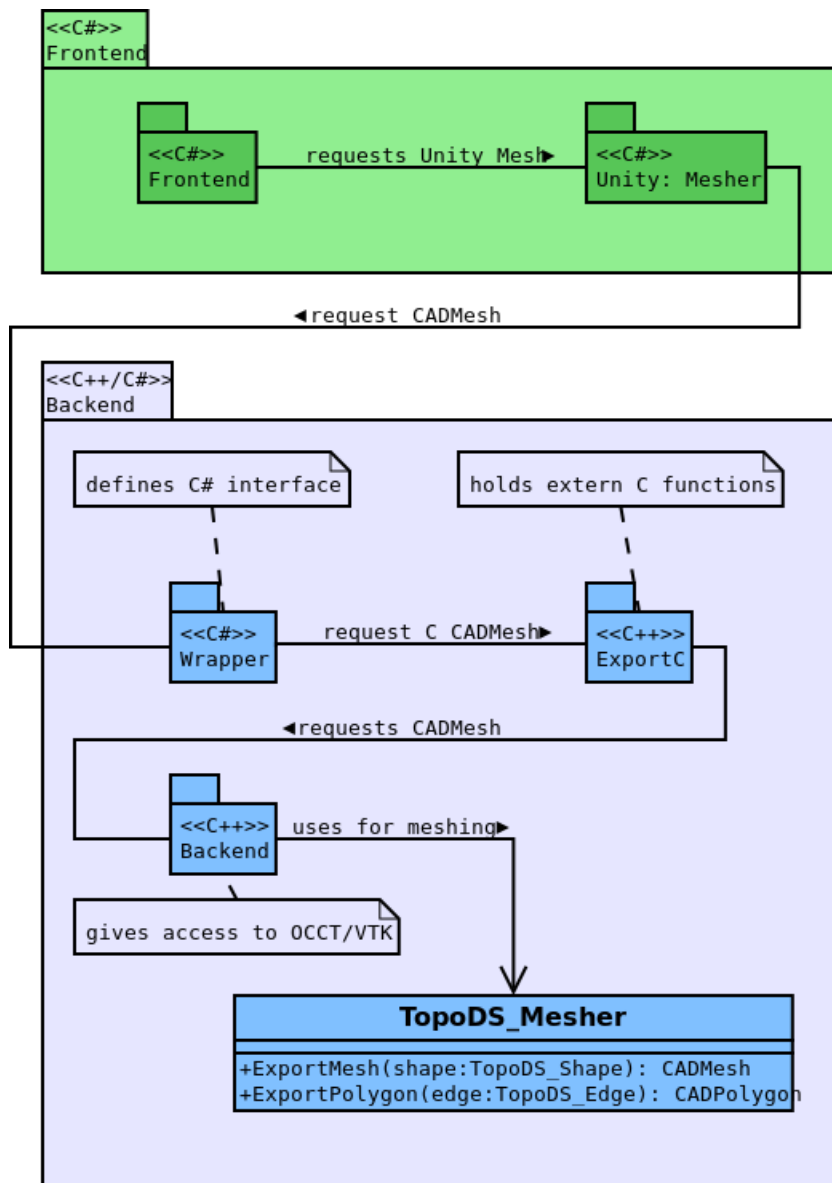 <<C#>>
Frontend
<<C#>>
Frontend
requests Unity Mesh
<<C#>>
Unity: Mesher
request CADMesh
<<C++/C#>>
Backend
defines C# interface
holds extern C functions
<<C#>>
Wrapper
request C CADMesh
<<C++>>
ExportC
requests CADMesh
<<C++>>
Backend
uses for meshing
gives access to OCCT/VTK
TopoDS_Mesher
+ExportMesh(shape:TopoDS_Shape): CADMesh
+ExportPolygon(edge:TopoDS_Edge): CADPolygon